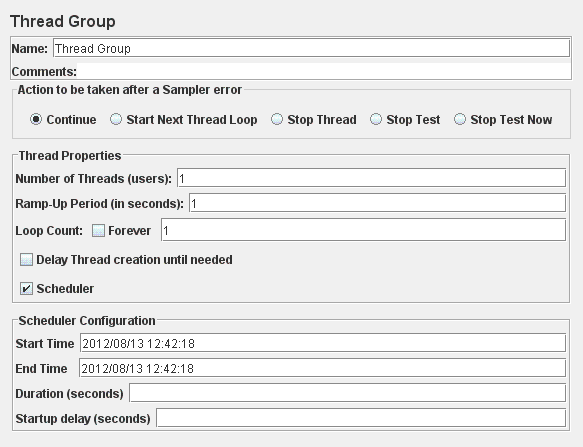 Thread Group
Name: Thread Group
Comments:
Action to be taken after a Sampler error
Continue Start Next Thread Loop Stop Thread Stop Test Stop Test Now
Thread Properties
Number of Threads (users): 1
Ramp-Up Period (in seconds): 1
Loop Count: Forever 1
Delay Thread creation until needed
Scheduler
Scheduler Configuration
Start Time 2012/08/13 12:42:18
End Time 2012/08/13 12:42:18
Duration (seconds)
Startup delay (seconds)